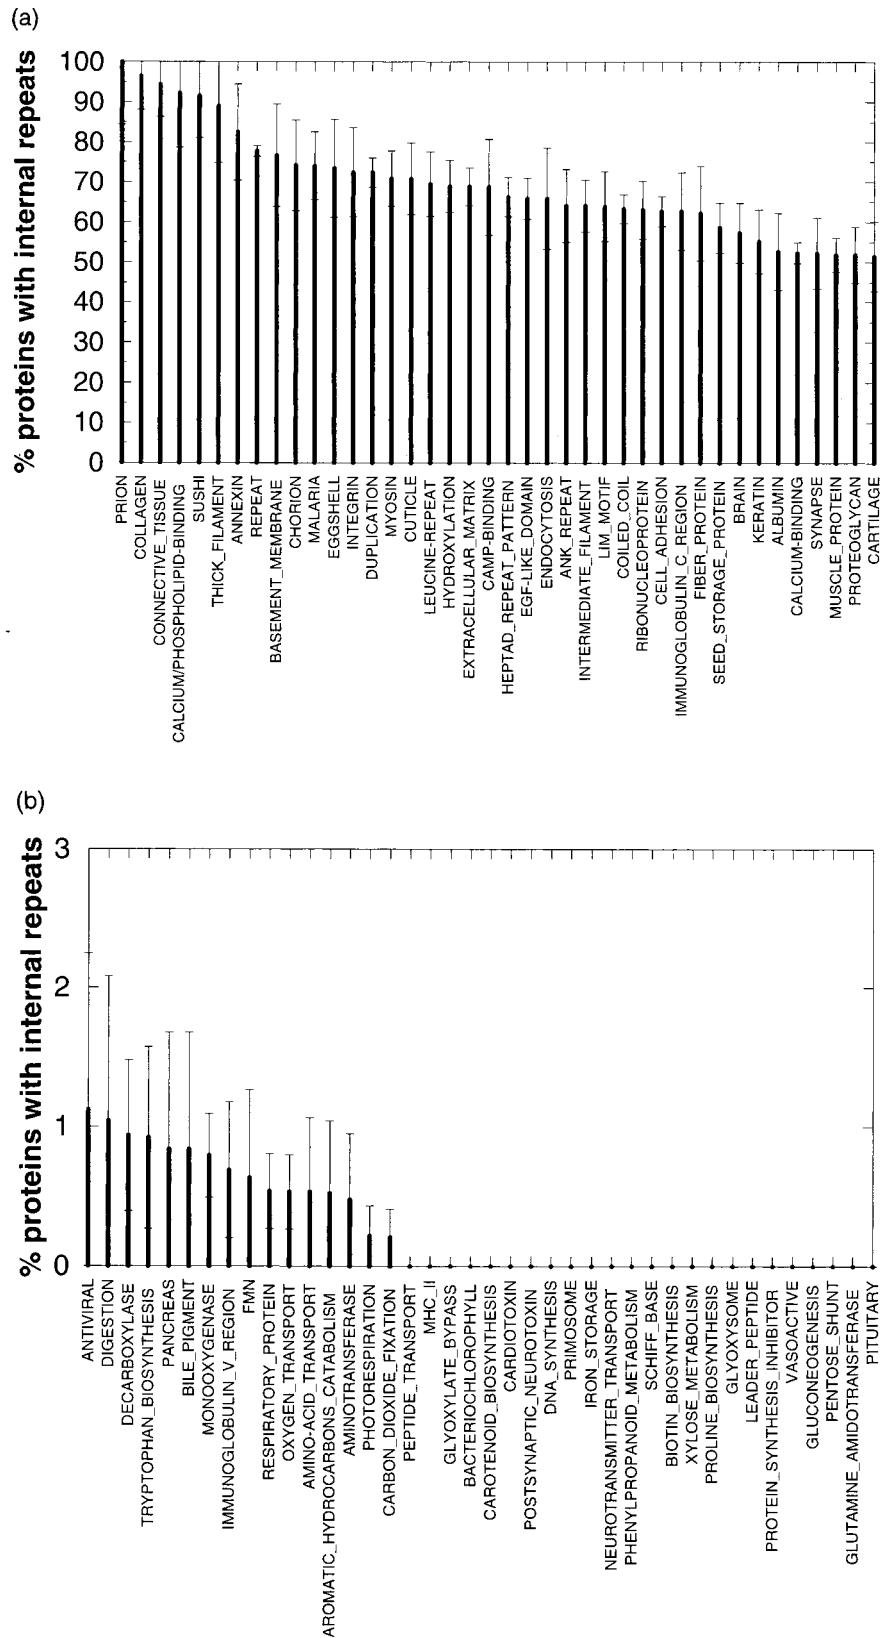 (a)
% proteins with internal repeats
100
90
80
70
60
50
40
30
20
10
0
PRION
COLLAGEN
CONNECTIVE_TISSUE
CALCIUM/PHOSPHOLIPID-BINDING
SUSHI
THICK_FILAMENT
ANNEXIN
REPEAT
BASEMENT_MEMBRANE
CHORION
MALARIA
EGGSHELL
INTEGRIN
DUPLICATION
MYOSIN
CUTICLE
LEUCINE-REPEAT
HYDROXYLATION
EXTRACELLULAR_MATRIX
CAMP-BINDING
HEPTAD_REPEAT_PATTERN
EGF-LIKE_DOMAIN
ENDOCYTOSIS
ANK_REPEAT
INTERMEDIATE_FILAMENT
LIM_MOTIF
COILED_COIL
RIBONUCLEOPROTEIN
CELL_ADHESION
IMMUNOGLOBULIN_C_REGION
FIBER_PROTEIN
SEED_STORAGE_PROTEIN
BRAIN
KERATIN
ALBUMIN
CALCIUM-BINDING
SYNAPSE
MUSCLE_PROTEIN
PROTEOGLYCAN
CARTILAGE
(b)
% proteins with internal repeats
3
2
1
0
ANTIVIRAL
DIGESTION
DECARBOXYLASE
TRYPTOPHAN_BIOSYNTHESIS
PANCREAS
BILE_PIGMENT
MONOOXYGENASE
IMMUNOGLOBULIN_V_REGION
FMN
RESPIRATORY_PROTEIN
OXYGEN_TRANSPORT
AMINO-ACID_TRANSPORT
AROMATIC_HYDROCARBONS_CATABOLISM
AMINOTRANSFERASE
PHOTORESPIRATION
CARBON_DIOXIDE_FIXATION
PEPTIDE_TRANSPORT
MHC_II
GLYOXYLATE_BYPASS
BACTERIOCHLOROPHYLL
CAROTENOID_BIOSYNTHESIS
CARDIOTOXIN
POSTSYNAPTIC_NEUROTOXIN
DNA_SYNTHESIS
PRIMOSOME
IRON_STORAGE
NEUROTRANSMITTER_TRANSPORT
PHENYLPROPANOID_METABOLISM
SCHIFF_BASE
BIOTIN_BIOSYNTHESIS
XYLOSE_METABOLISM
PROLINE_BIOSYNTHESIS
GLYOXYSOME
LEADER_PEPTIDE
PROTEIN_SYNTHESIS_INHIBITOR
VASOACTIVE
GLUCONEOGENESIS
PENTOSE_SHUNT
GLUTAMINE_AMIDOTRANSFERASE
PITUITARY